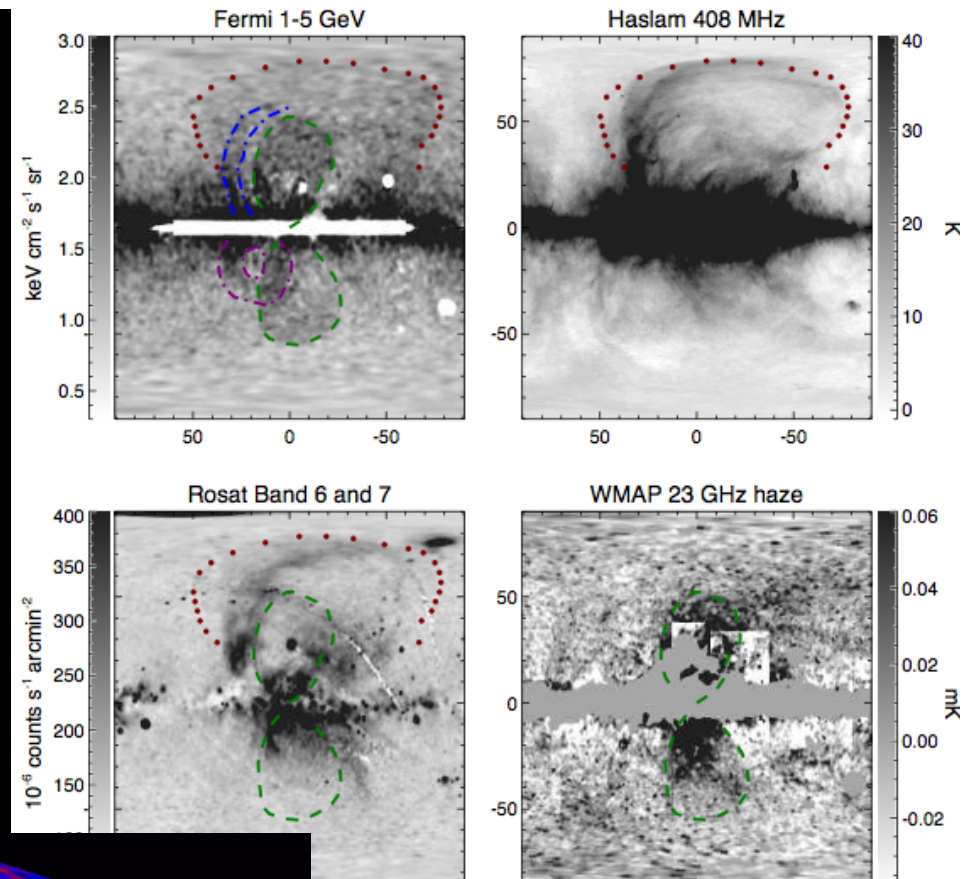 Fermi 1-5 GeV
3.0
2.5
2.0
1.5
1.0
0.5
keV cm⁻² s⁻¹ sr⁻¹
50 0 -50
Haslam 408 MHz
50
0
-50
50 0 -50
40
30
20
10
0
K
Rosat Band 6 and 7
400
350
300
250
200
150
10⁻⁶ counts s⁻¹ arcmin⁻²
WMAP 23 GHz haze
50
0
-50
0.06
0.04
0.02
0.00
-0.02
mK